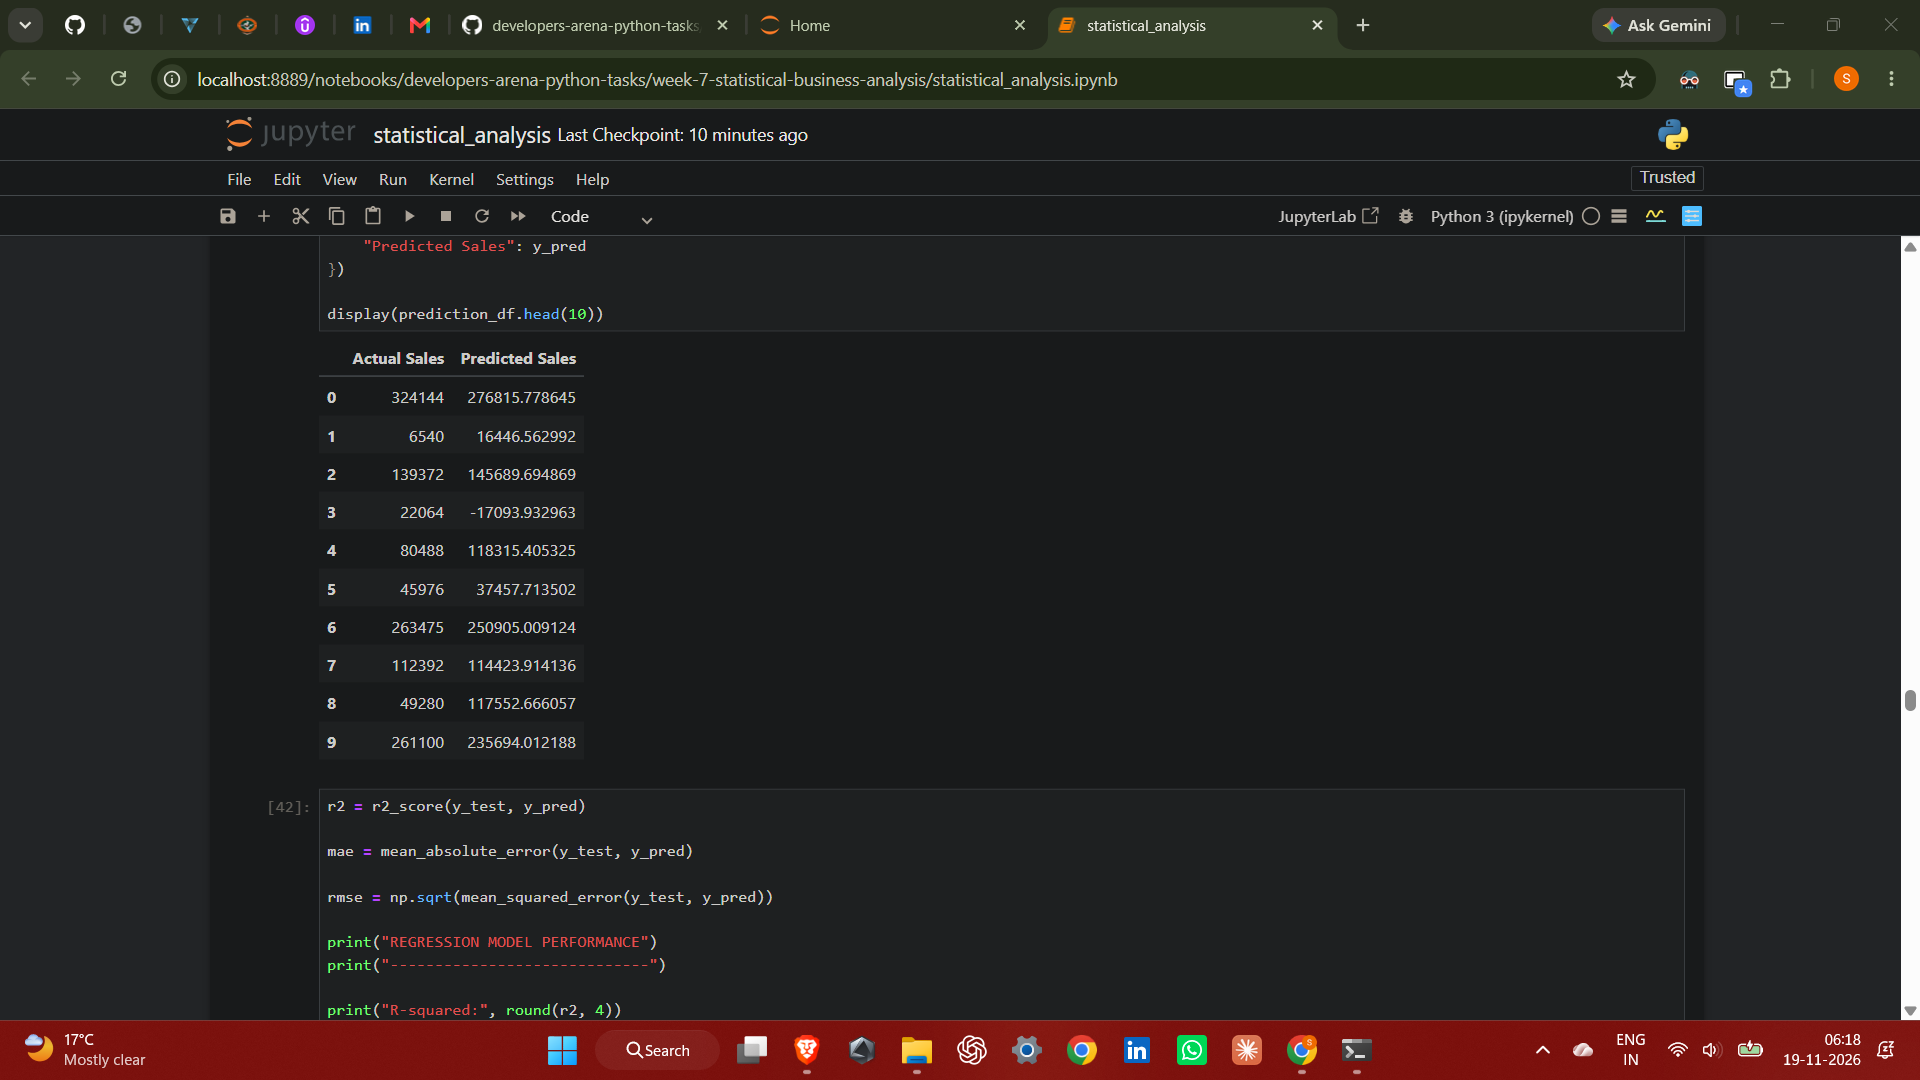 developers-arena-python-tasks
Home
statistical_analysis
Ask Gemini
localhost:8889/notebooks/developers-arena-python-tasks/week-7-statistical-business-analysis/statistical_analysis.ipynb
S
jupyter statistical_analysis Last Checkpoint: 10 minutes ago
File Edit View Run Kernel Settings Help
Trusted
Code
JupyterLab
Python 3 (ipykernel)
"Predicted Sales": y_pred
})
display(prediction_df.head(10))
Actual Sales Predicted Sales
0 324144 276815.778645
1 6540 16446.562992
2 139372 145689.694869
3 22064 -17093.932963
4 80488 118315.405325
5 45976 37457.713502
6 263475 250905.009124
7 112392 114423.914136
8 49280 117552.666057
9 261100 235694.012188
[42]: r2 = r2_score(y_test, y_pred)
mae = mean_absolute_error(y_test, y_pred)
rmse = np.sqrt(mean_squared_error(y_test, y_pred))
print("REGRESSION MODEL PERFORMANCE")
print("-----------------------------")
print("R-squared:", round(r2, 4))
17°C
Mostly clear
Search
ENG
IN
06:18
19-11-2026